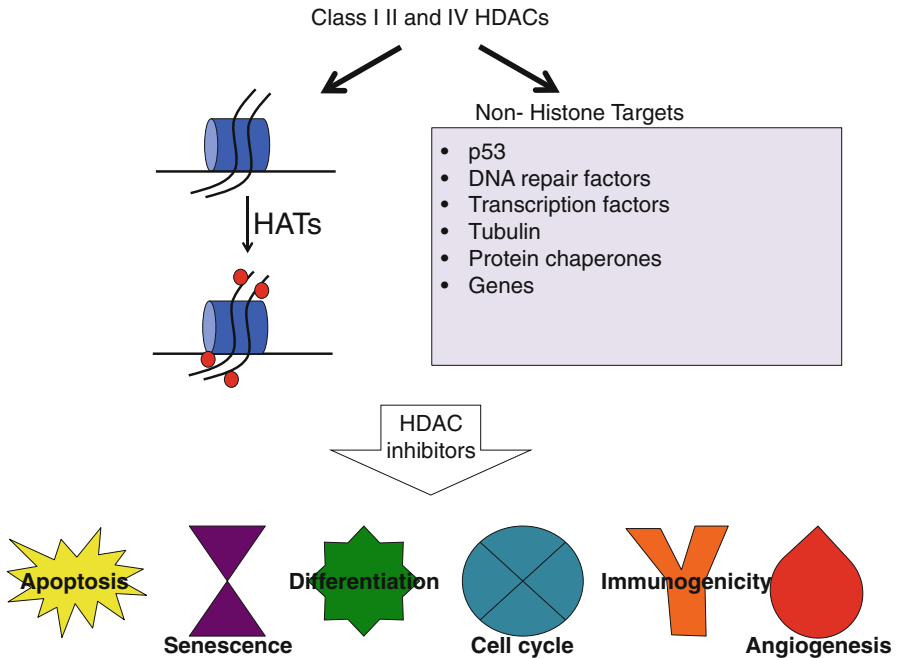 Class I II and IV HDACs
Non- Histone Targets
• p53
• DNA repair factors
• Transcription factors
• Tubulin
• Protein chaperones
• Genes
HATs
HDAC
inhibitors
Apoptosis
Senescence
Differentiation
Cell cycle
Immunogenicity
Angiogenesis